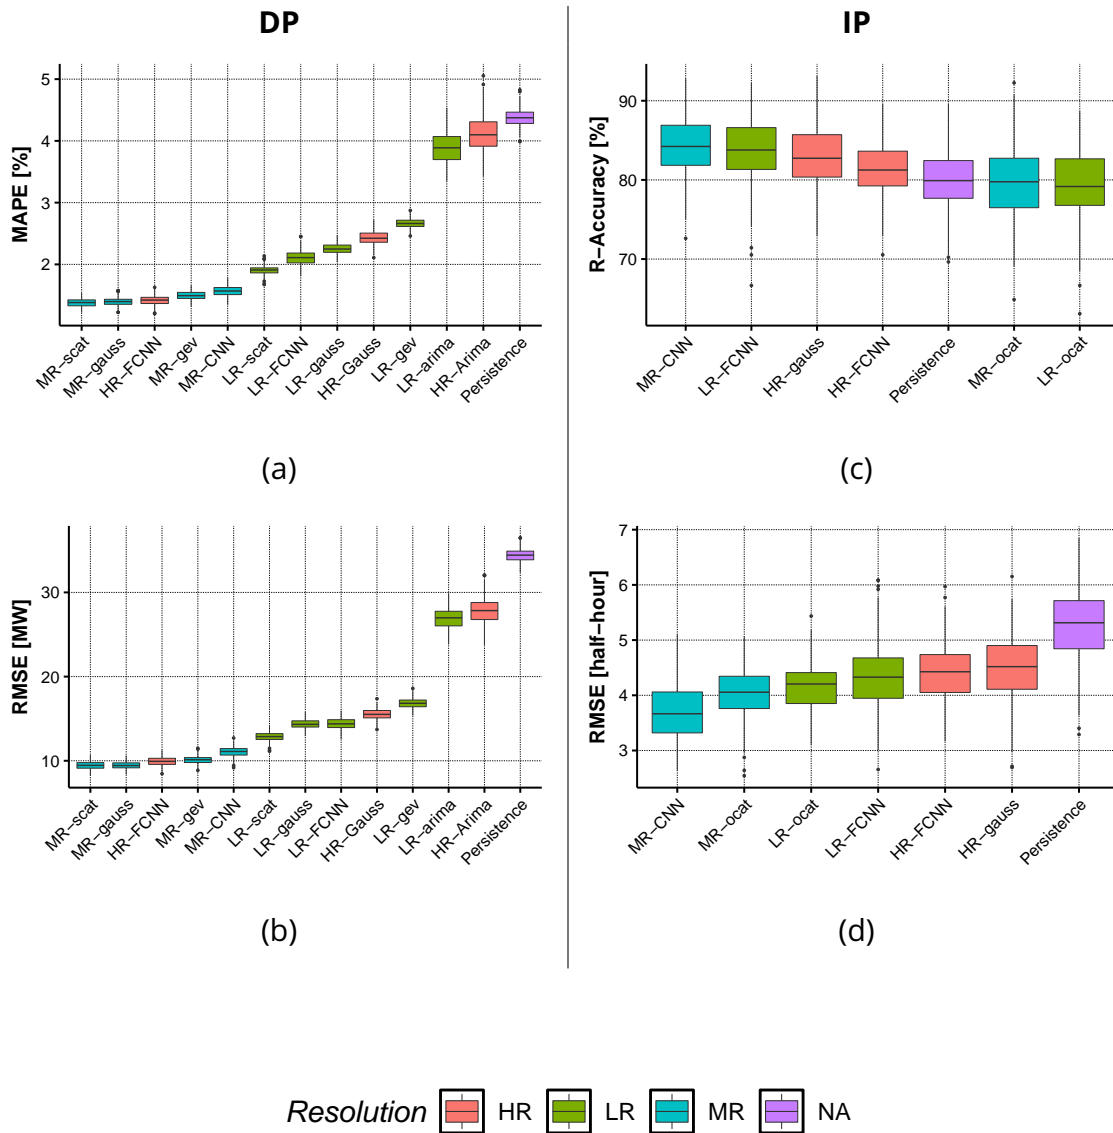 DP
IP
MAPE [%]
5
4
3
2
MR−scat
MR−gauss
HR−FCNN
MR−gev
MR−CNN
LR−scat
LR−FCNN
LR−gauss
HR−Gauss
LR−gev
LR−arima
HR−Arima
Persistence
(a)
R−Accuracy [%]
90
80
70
MR−CNN
LR−FCNN
HR−gauss
HR−FCNN
Persistence
MR−ocat
LR−ocat
(c)
RMSE [MW]
30
20
10
MR−scat
MR−gauss
HR−FCNN
MR−gev
MR−CNN
LR−scat
LR−gauss
LR−FCNN
HR−Gauss
LR−gev
LR−arima
HR−Arima
Persistence
(b)
RMSE [half−hour]
7
6
5
4
3
MR−CNN
MR−ocat
LR−ocat
LR−FCNN
HR−FCNN
HR−gauss
Persistence
(d)
Resolution HR LR MR NA